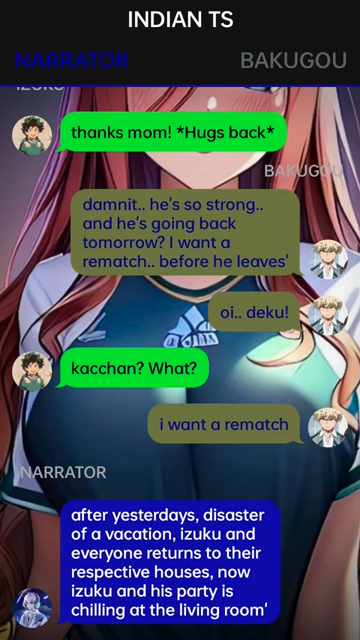 INDIAN TS
NARRATOR
BAKUGOU
IZUKU
thanks mom! *Hugs back*
BAKUGOU
damnit.. he's so strong..
and he's going back
tomorrow? I want a
rematch.. before he leaves'
oi.. deku!
kacchan? What?
i want a rematch
NARRATOR
after yesterdays, disaster
of a vacation, izuku and
everyone returns to their
respective houses, now
izuku and his party is
chilling at the living room'